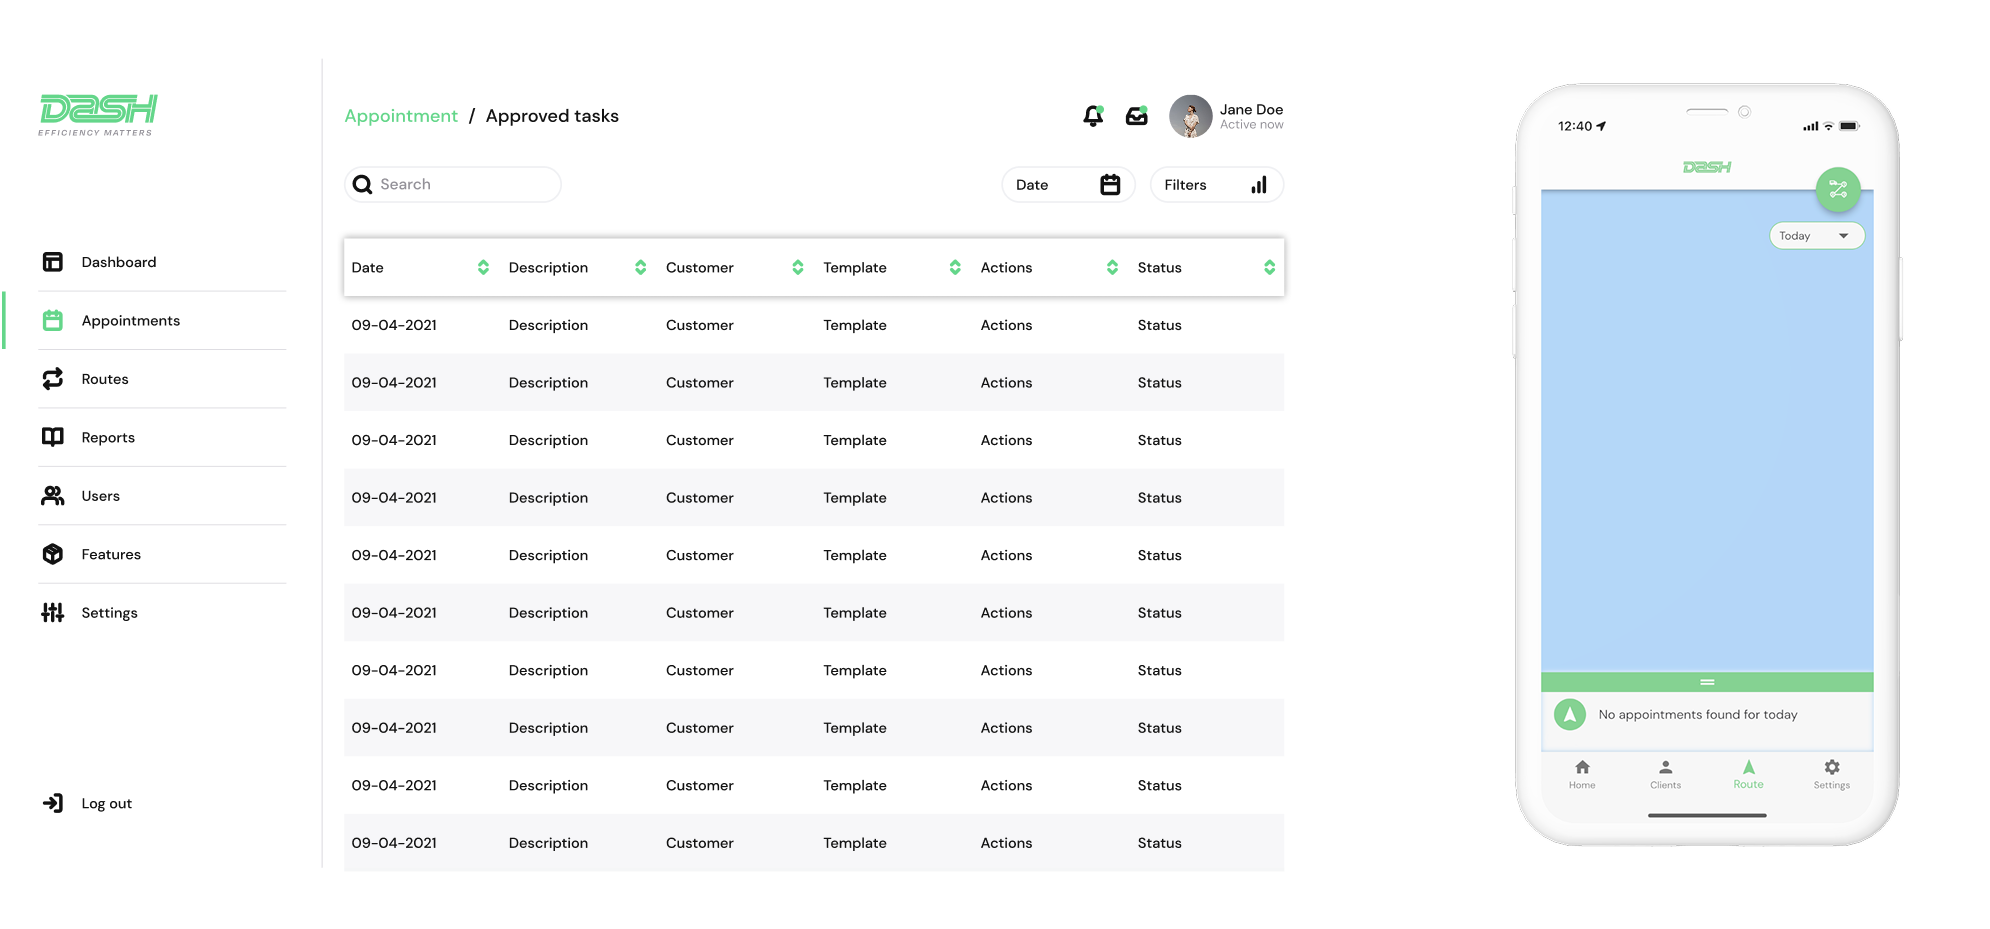 DASH
EFFICIENCY MATTERS
Dashboard
Appointments
Routes
Reports
Users
Features
Settings
Log out
Appointment / Approved tasks
Jane Doe
Active now
Search
Date
Filters
Date Description Customer Template Actions Status
09-04-2021 Description Customer Template Actions Status
09-04-2021 Description Customer Template Actions Status
09-04-2021 Description Customer Template Actions Status
09-04-2021 Description Customer Template Actions Status
09-04-2021 Description Customer Template Actions Status
09-04-2021 Description Customer Template Actions Status
09-04-2021 Description Customer Template Actions Status
09-04-2021 Description Customer Template Actions Status
09-04-2021 Description Customer Template Actions Status
09-04-2021 Description Customer Template Actions Status
12:40
DASH
Today
No appointments found for today
Home Clients Route Settings